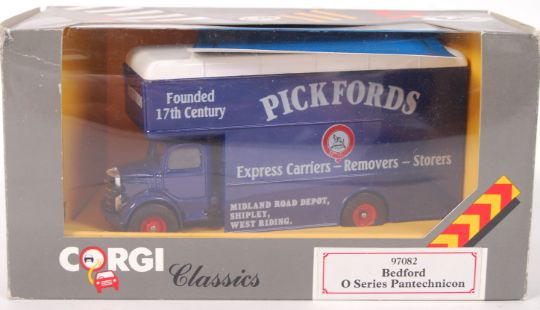 Founded
17th Century
PICKFORDS
Express Carriers – Removers – Storers
MIDLAND ROAD DEPOT,
SHIPLEY,
WEST RIDING.
CORGI Classics
97082
Bedford
O Series Pantechnicon